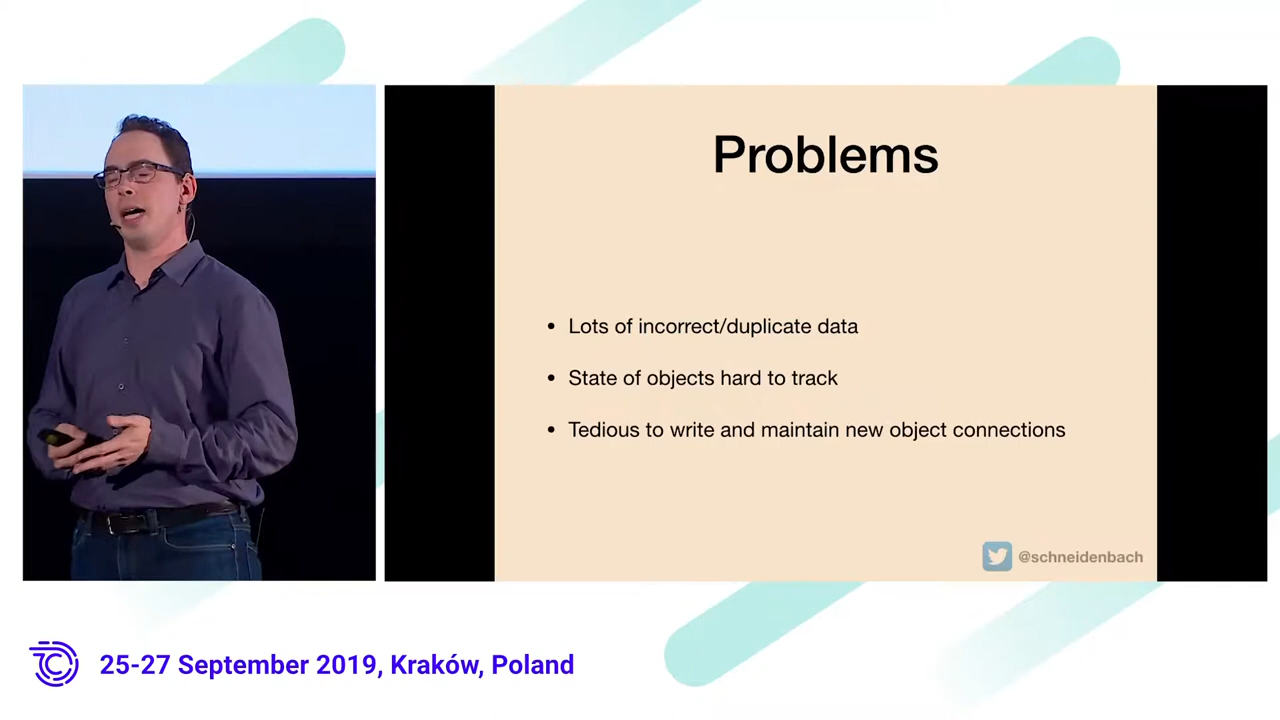 Problems
• Lots of incorrect/duplicate data
• State of objects hard to track
• Tedious to write and maintain new object connections
@schneidenbach
25-27 September 2019, Kraków, Poland